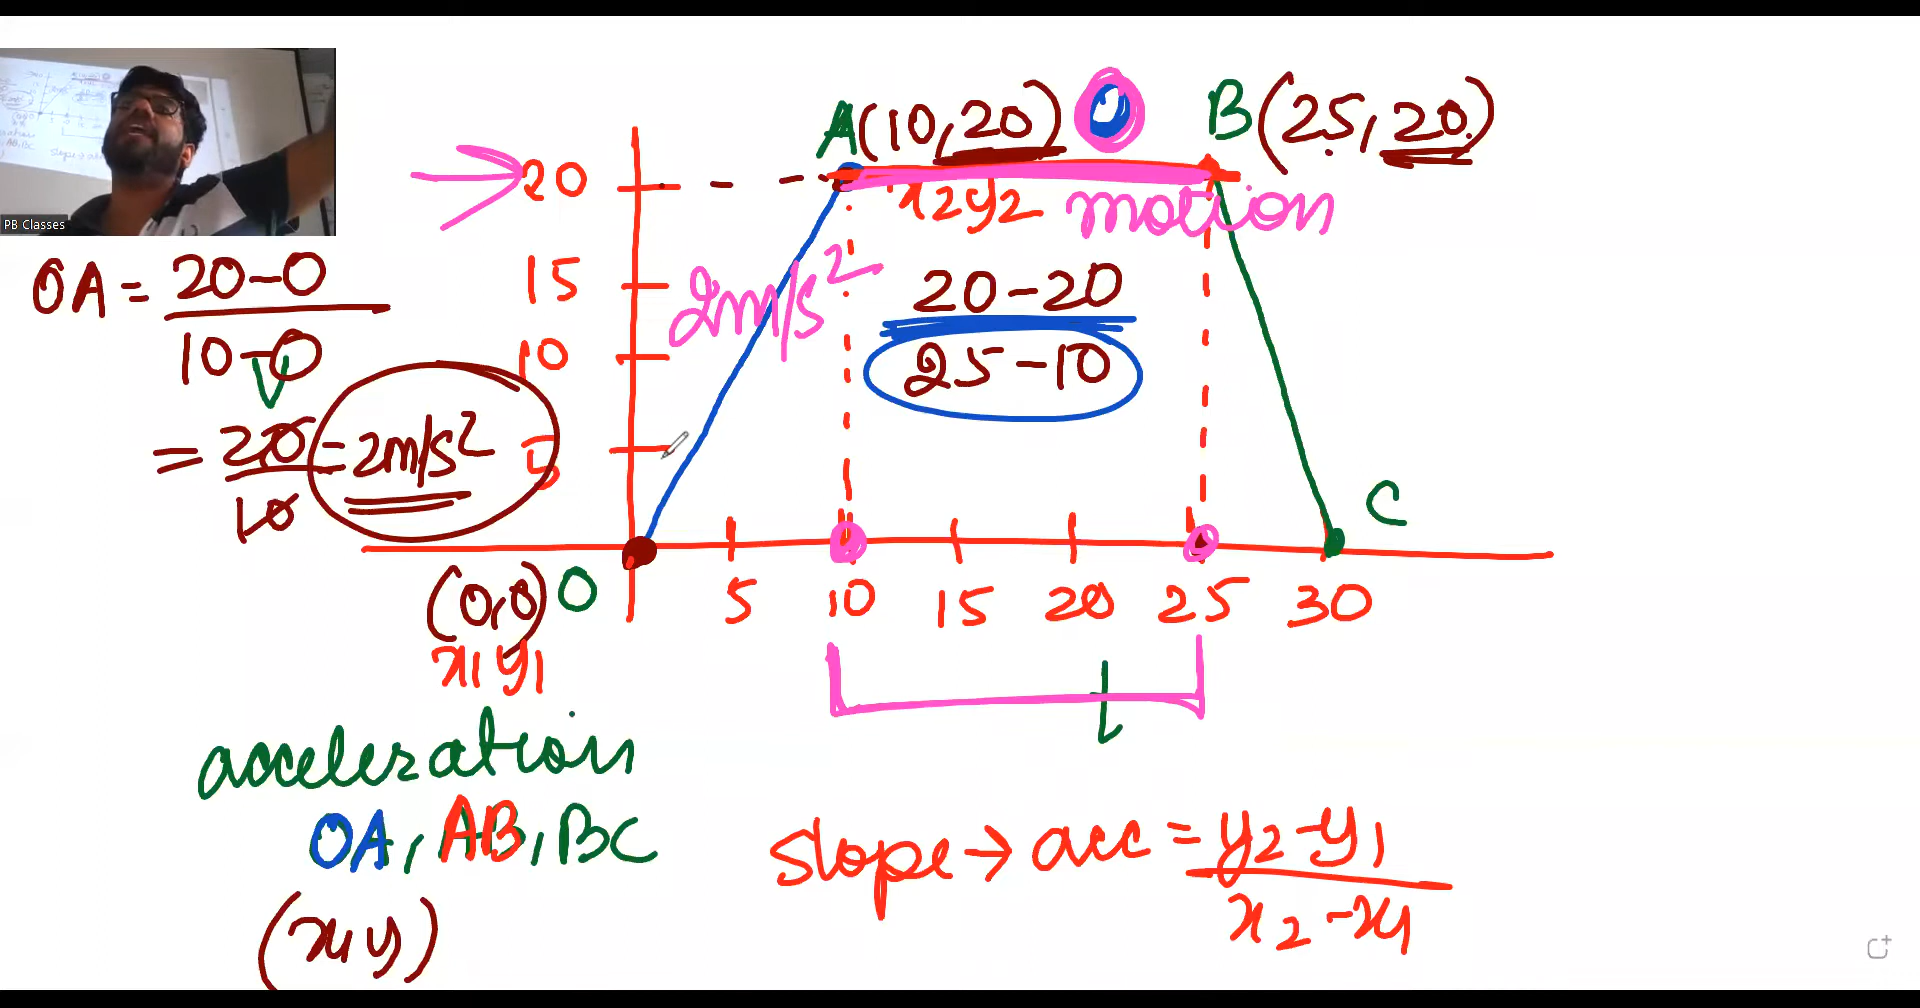 PB Classes
A(10, 20) 0 B(25, 20)
20
x2y2 motion
OA = 20-0
10-0
= 20 = 2m/s²
10
15
2m/s²
20-20
25-10
10
5
C
(0,0) O
x1 y1
5 10 15 20 25 30
t
acceleration
OA, AB, BC
(x, y)
slope → acc = y2-y1
x2-x1